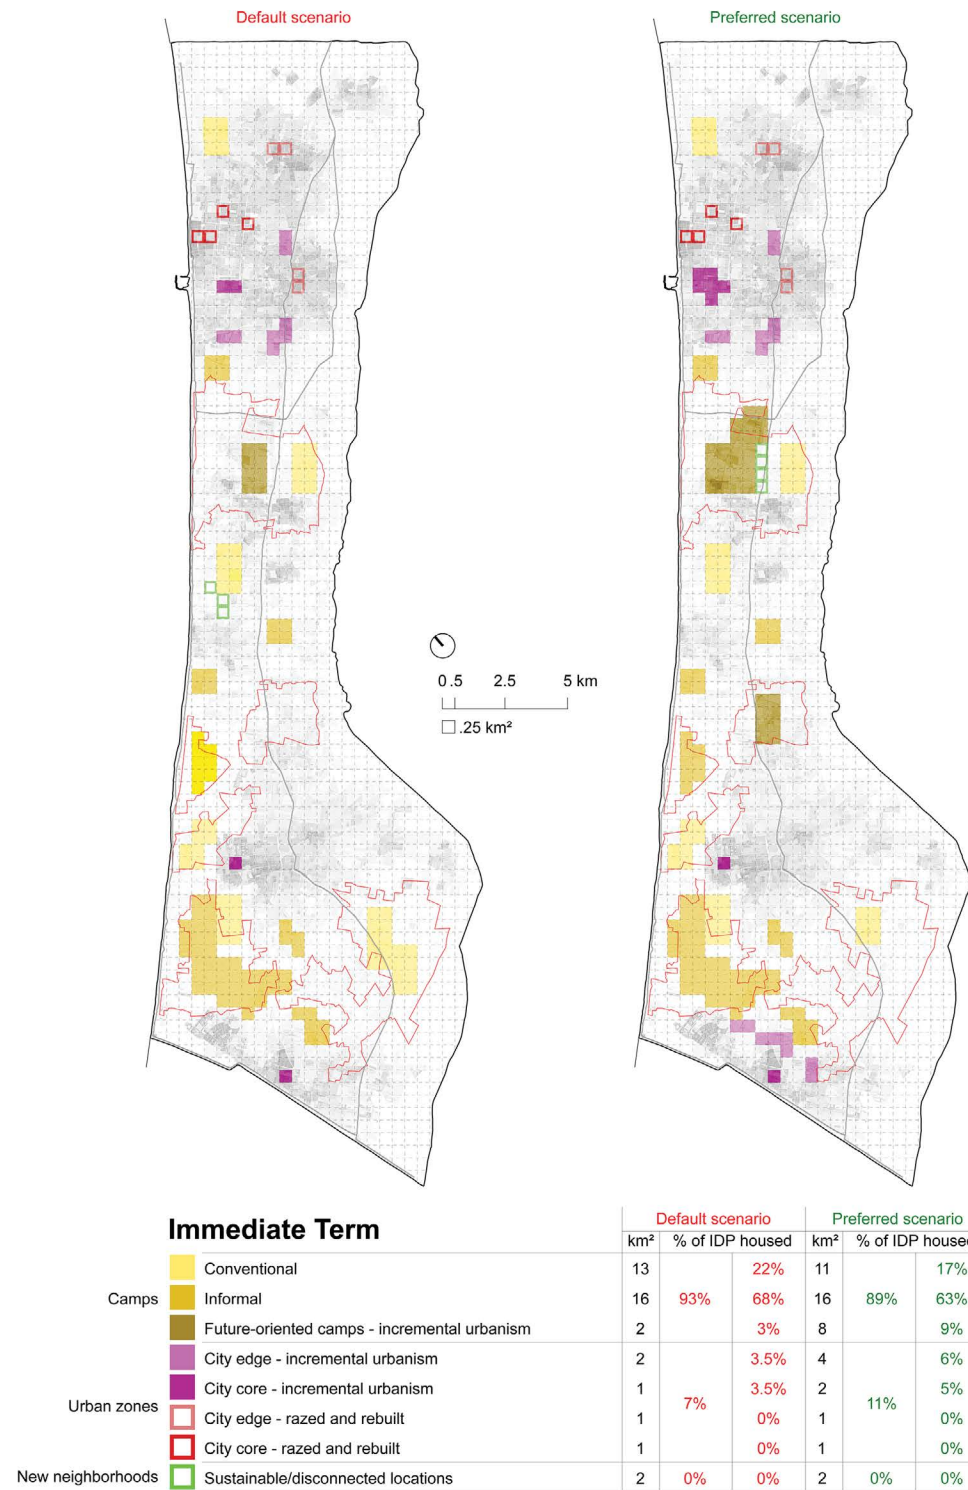 Default scenario
Preferred scenario
0 .5 2.5 5 km
.25 km²
Immediate Term
Default scenario Preferred scenario
km² % of IDP housed km² % of IDP housed
Camps
Conventional 13 22% 11 17%
Informal 16 93% 68% 16 89% 63%
Future-oriented camps - incremental urbanism 2 3% 8 9%
Urban zones
City edge - incremental urbanism 2 3.5% 4 6%
City core - incremental urbanism 1 3.5% 2 5%
7% 11%
City edge - razed and rebuilt 1 0% 1 0%
City core - razed and rebuilt 1 0% 1 0%
New neighborhoods Sustainable/disconnected locations 2 0% 0% 2 0% 0%